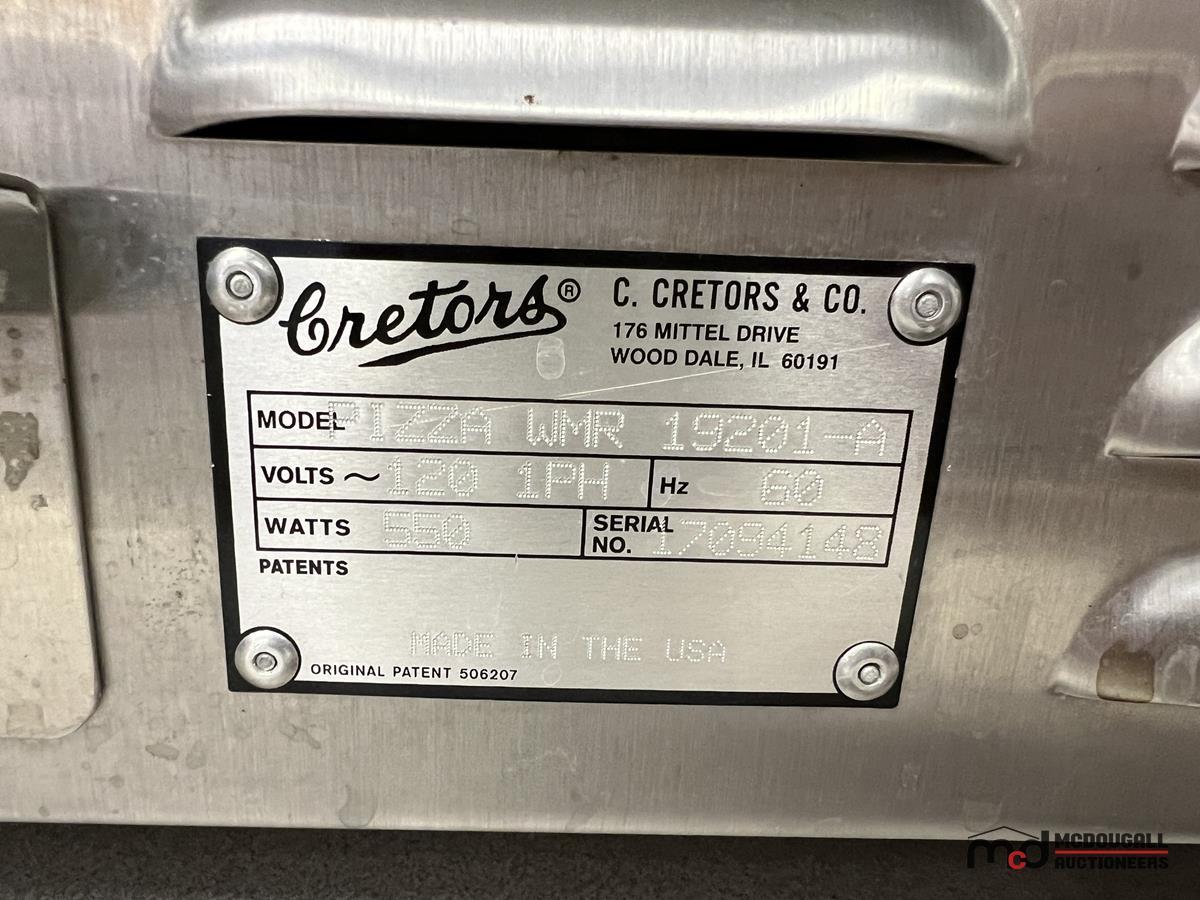 Cretors®
C. CRETORS & CO.
176 MITTEL DRIVE
WOOD DALE, IL 60191
MODEL PIZZA WMR 19201-A
VOLTS ~ 120 1PH Hz 60
WATTS 550 SERIAL NO. 17094148
PATENTS
MADE IN THE USA
ORIGINAL PATENT 506207
mcd MCDOUGALL
AUCTIONEERS